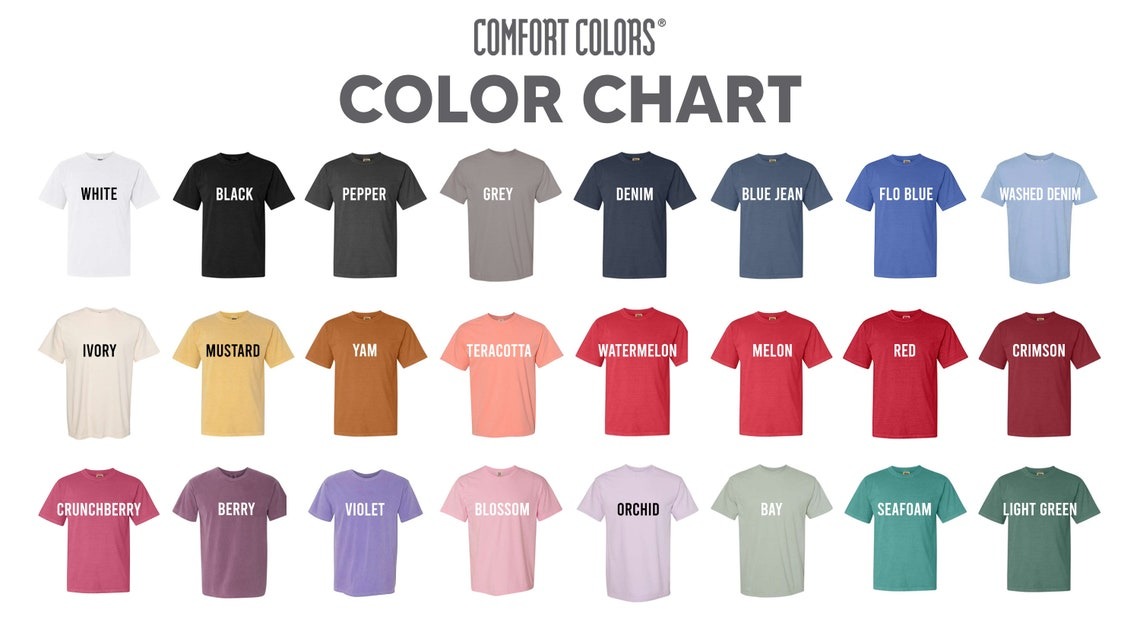 COMFORT COLORS®
COLOR CHART
WHITE
BLACK
PEPPER
GREY
DENIM
BLUE JEAN
FLO BLUE
WASHED DENIM
IVORY
MUSTARD
YAM
TERACOTTA
WATERMELON
MELON
RED
CRIMSON
CRUNCHBERRY
BERRY
VIOLET
BLOSSOM
ORCHID
BAY
SEAFOAM
LIGHT GREEN